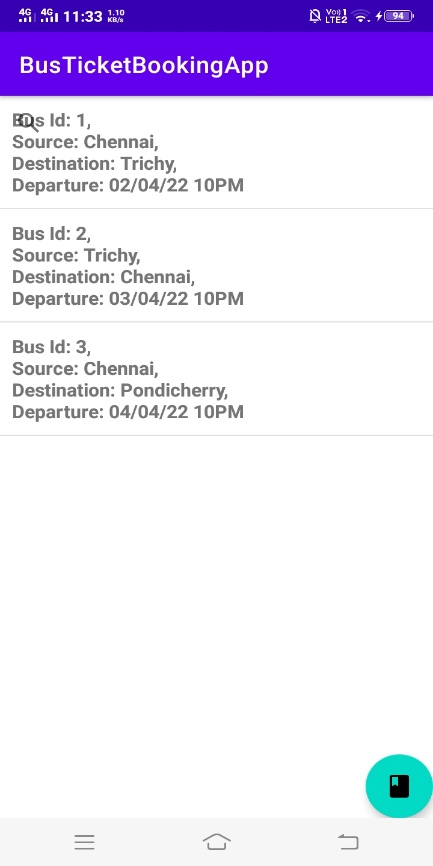 4G 4G 11:33 1.10 KB/s Vo) 1 LTE2 94
BusTicketBookingApp
Bus Id: 1,
Source: Chennai,
Destination: Trichy,
Departure: 02/04/22 10PM
Bus Id: 2,
Source: Trichy,
Destination: Chennai,
Departure: 03/04/22 10PM
Bus Id: 3,
Source: Chennai,
Destination: Pondicherry,
Departure: 04/04/22 10PM